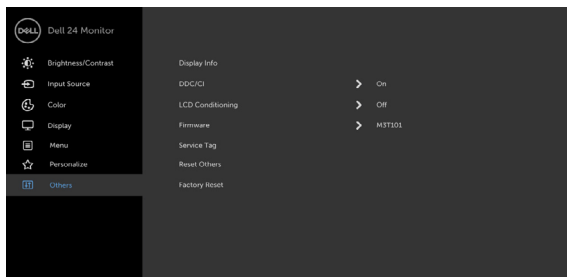 DELL Dell 24 Monitor
Brightness/Contrast
Display Info
Input Source
DDC/CI
On
Color
LCD Conditioning
Off
Display
Firmware
M3T101
Menu
Service Tag
Personalize
Reset Others
Others
Factory Reset